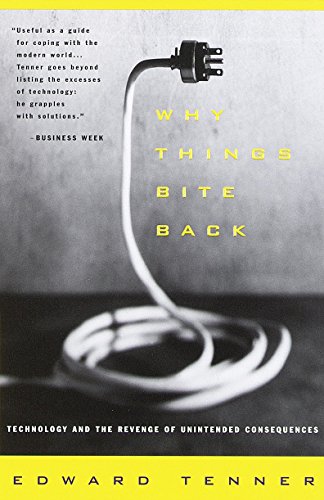 "Useful as a guide
for coping with the
modern world...
Tenner goes beyond
listing the excesses
of technology:
he grapples
with solutions."
–BUSINESS WEEK
WHY
THINGS
BITE
BACK
TECHNOLOGY AND THE REVENGE OF UNINTENDED CONSEQUENCES
EDWARD TENNER